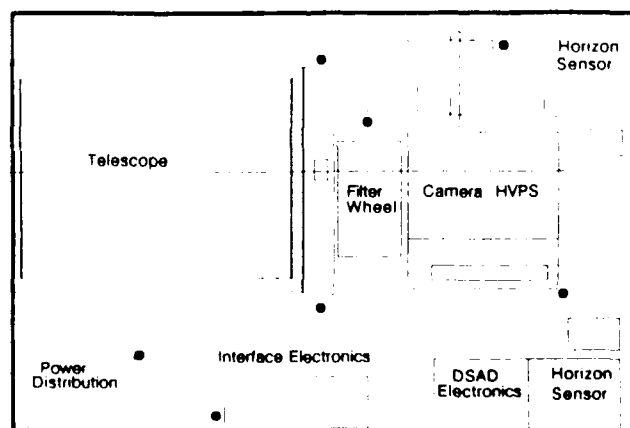 Horizon
Sensor
Telescope
Filter
Wheel
Camera HVPS
Interface Electronics
Power
Distribution
DSAD
Electronics
Horizon
Sensor